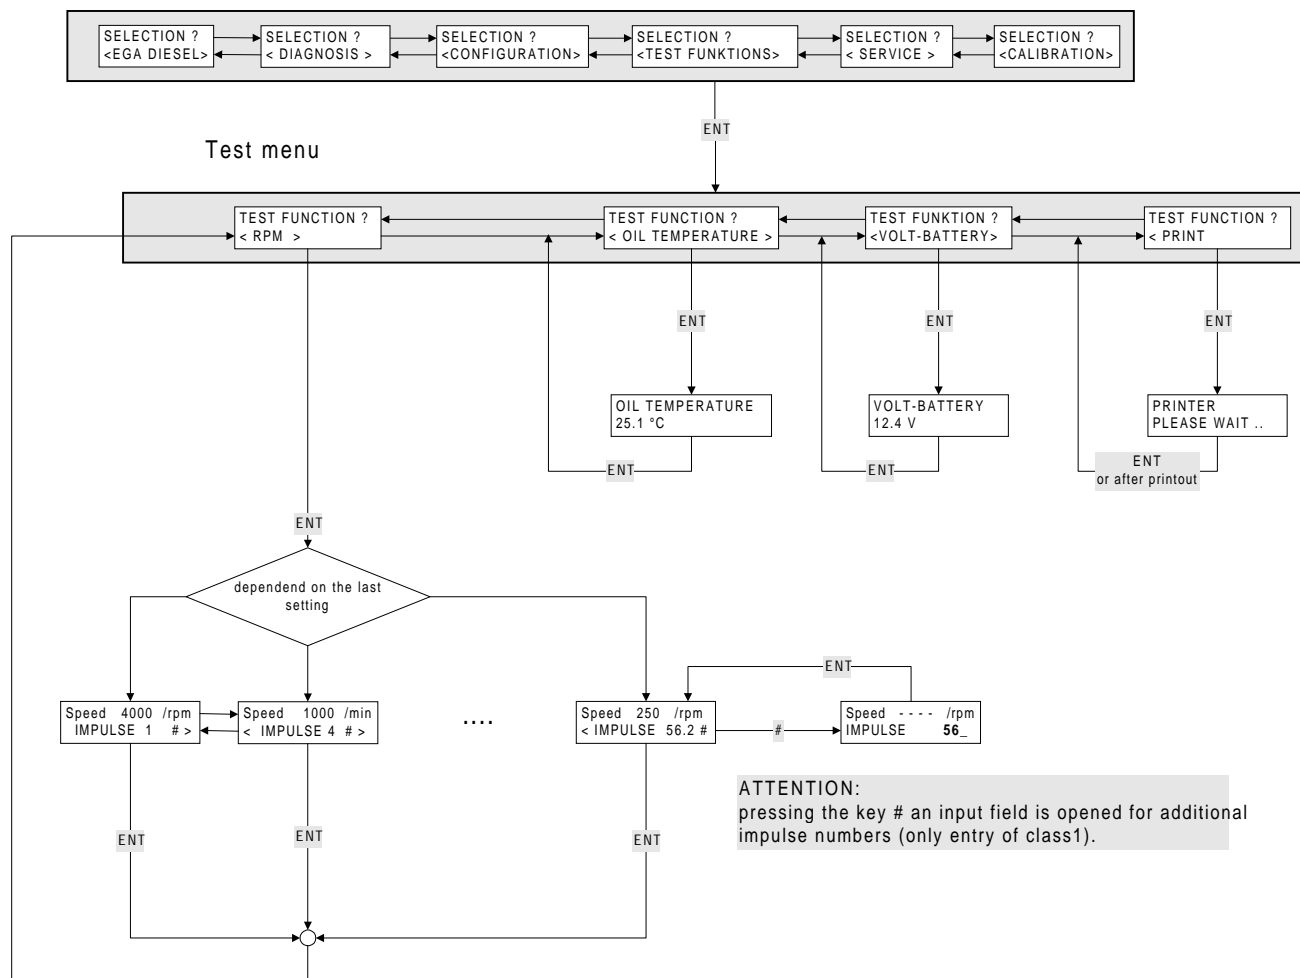 SELECTION ?
<EGA DIESEL>
SELECTION ?
< DIAGNOSIS >
SELECTION ?
<CONFIGURATION>
SELECTION ?
<TEST FUNKTIONS>
SELECTION ?
< SERVICE >
SELECTION ?
<CALIBRATION>
ENT
Test menu
TEST FUNCTION ?
< RPM >
TEST FUNCTION ?
< OIL TEMPERATURE >
TEST FUNKTION ?
<VOLT-BATTERY>
TEST FUNCTION ?
< PRINT
ENT
ENT
ENT
OIL TEMPERATURE
25.1 °C
VOLT-BATTERY
12.4 V
PRINTER
PLEASE WAIT ..
ENT
ENT
ENT
or after printout
ENT
dependend on the last
setting
ENT
Speed 4000 /rpm
IMPULSE 1 # >
Speed 1000 /min
< IMPULSE 4 # >
....
Speed 250 /rpm
< IMPULSE 56.2 #
#
Speed - - - - /rpm
IMPULSE 56_
ATTENTION:
pressing the key # an input field is opened for additional
impulse numbers (only entry of class1).
ENT
ENT
ENT